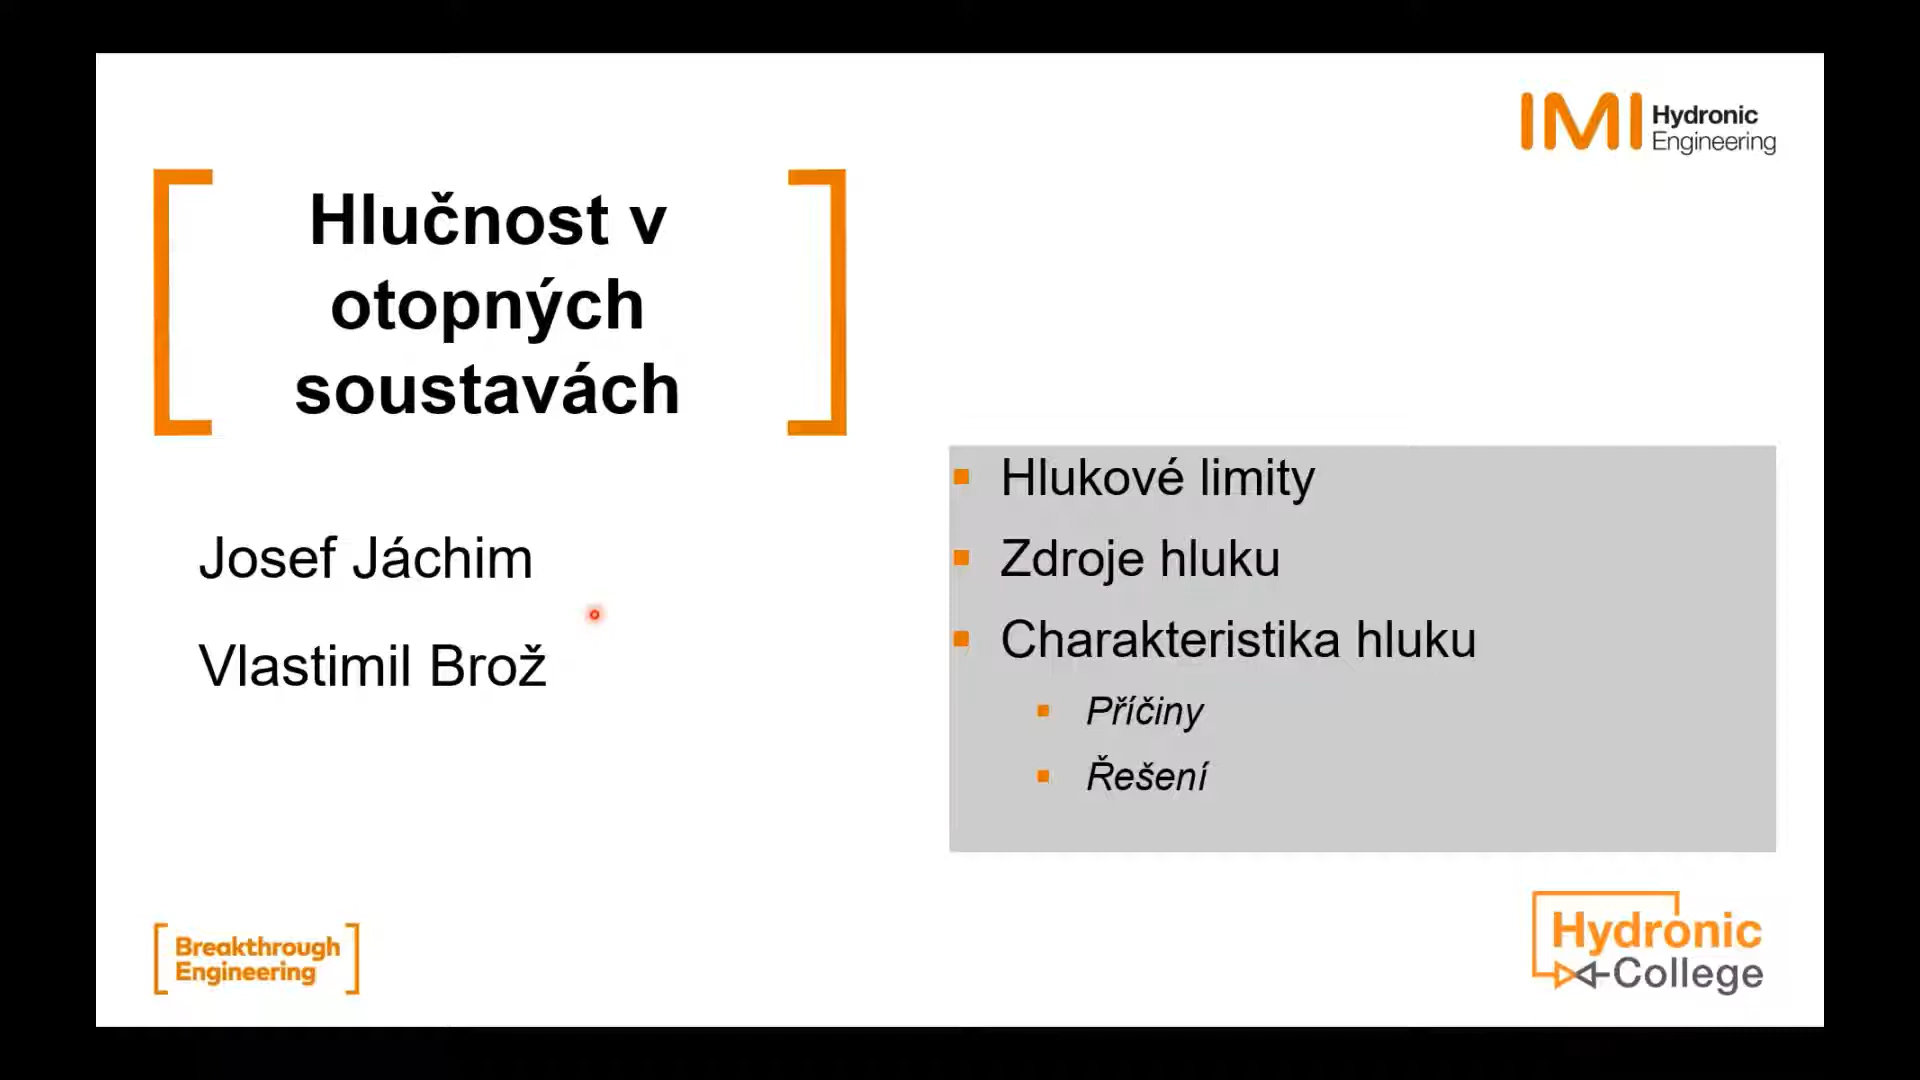 IMI Hydronic
Engineering
Hlučnost v
otopných
soustavách
Josef Jáchim
Vlastimil Brož
Hlukové limity
Zdroje hluku
Charakteristika hluku
Příčiny
Řešení
Breakthrough
Engineering
Hydronic
College